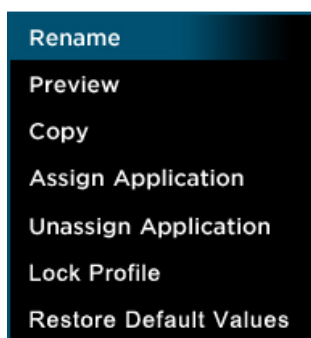 Rename
Preview
Copy
Assign Application
Unassign Application
Lock Profile
Restore Default Values